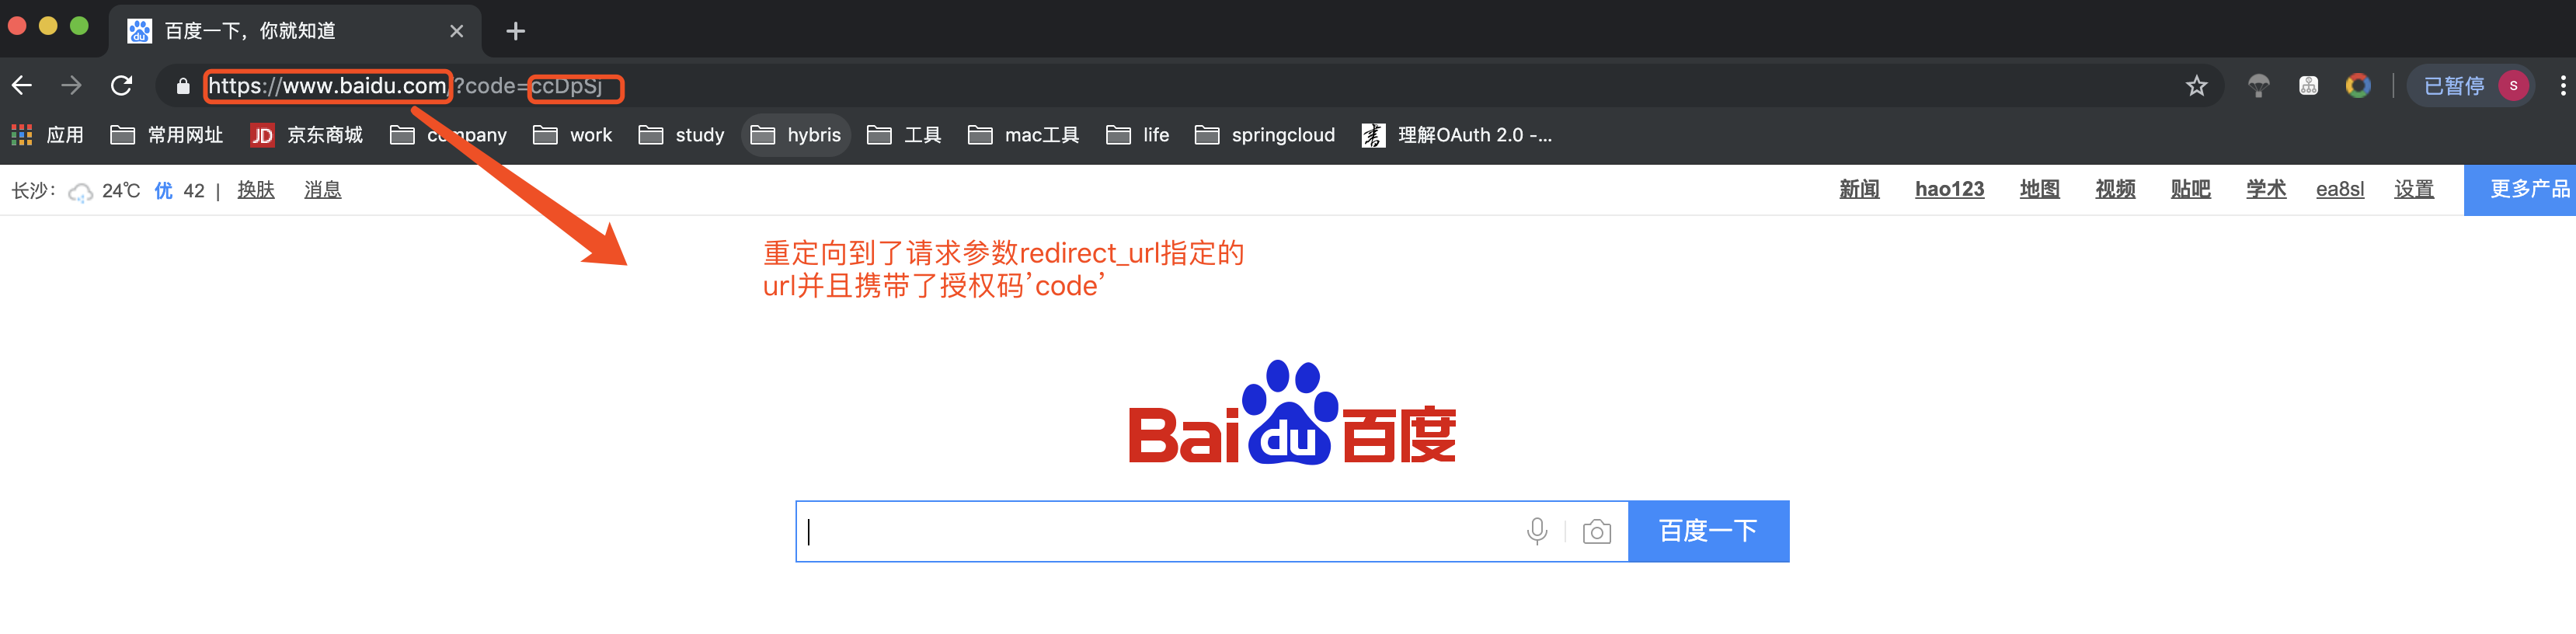 百度一下，你就知道
https://www.baidu.com/?code=ccDpSj
已暂停 S
应用 常用网址 JD 京东商城 company work study hybris 工具 mac工具 life springcloud 理解OAuth 2.0 -...
长沙： 24℃ 优 42 | 换肤 消息
新闻 hao123 地图 视频 贴吧 学术 ea8sl 设置 更多产品
重定向到了请求参数redirect_url指定的
url并且携带了授权码'code'
Bai du 百度
百度一下